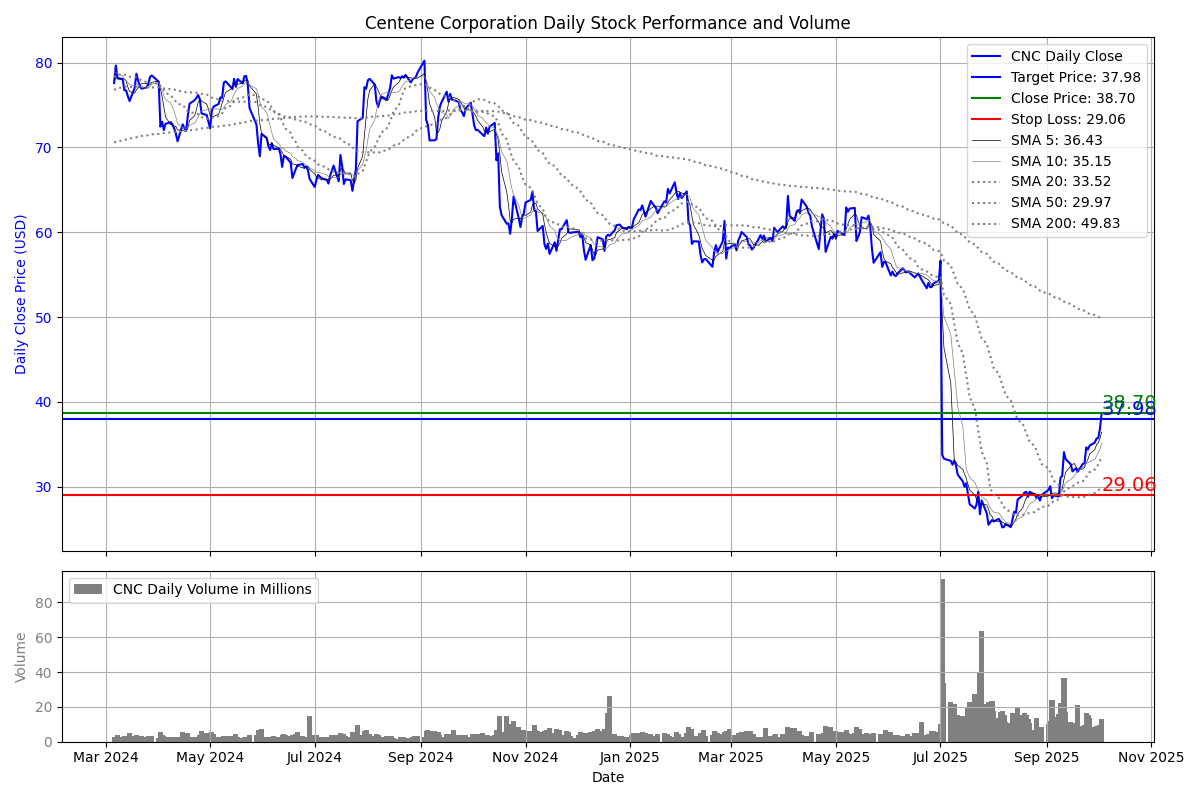 Centene Corporation Daily Stock Performance and Volume
Daily Close Price (USD)
80
70
60
50
40
30
CNC Daily Close
Target Price: 37.98
Close Price: 38.70
Stop Loss: 29.06
SMA 5: 36.43
SMA 10: 35.15
SMA 20: 33.52
SMA 50: 29.97
SMA 200: 49.83
38.70
37.98
29.06
CNC Daily Volume in Millions
Volume
80
60
40
20
0
Mar 2024 May 2024 Jul 2024 Sep 2024 Nov 2024 Jan 2025 Mar 2025 May 2025 Jul 2025 Sep 2025 Nov 2025
Date